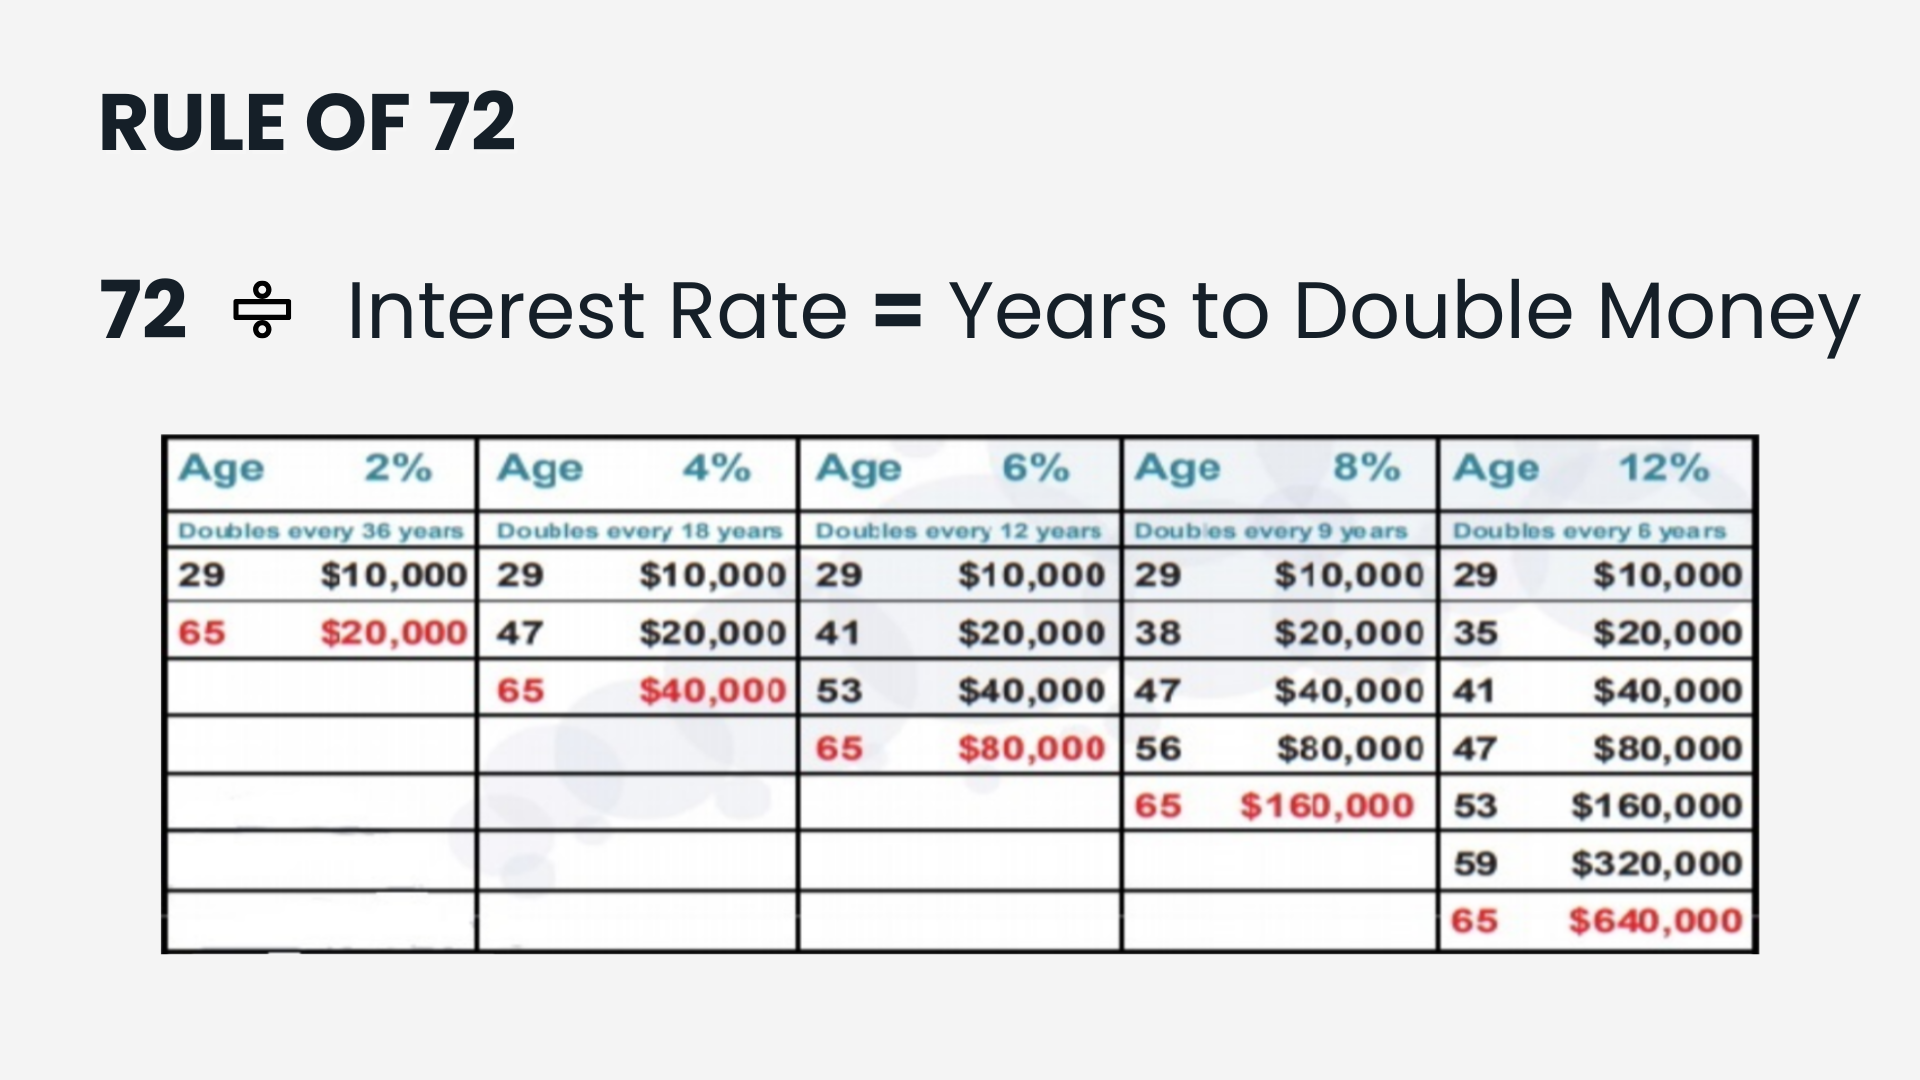 RULE OF 72
72 ÷ Interest Rate = Years to Double Money
Age 2% Age 4% Age 6% Age 8% Age 12%
Doubles every 36 years Doubles every 18 years Doubles every 12 years Doubles every 9 years Doubles every 6 years
29 $10,000 29 $10,000 29 $10,000 29 $10,000 29 $10,000
65 $20,000 47 $20,000 41 $20,000 38 $20,000 35 $20,000
65 $40,000 53 $40,000 47 $40,000 41 $40,000
65 $80,000 56 $80,000 47 $80,000
65 $160,000 53 $160,000
59 $320,000
65 $640,000